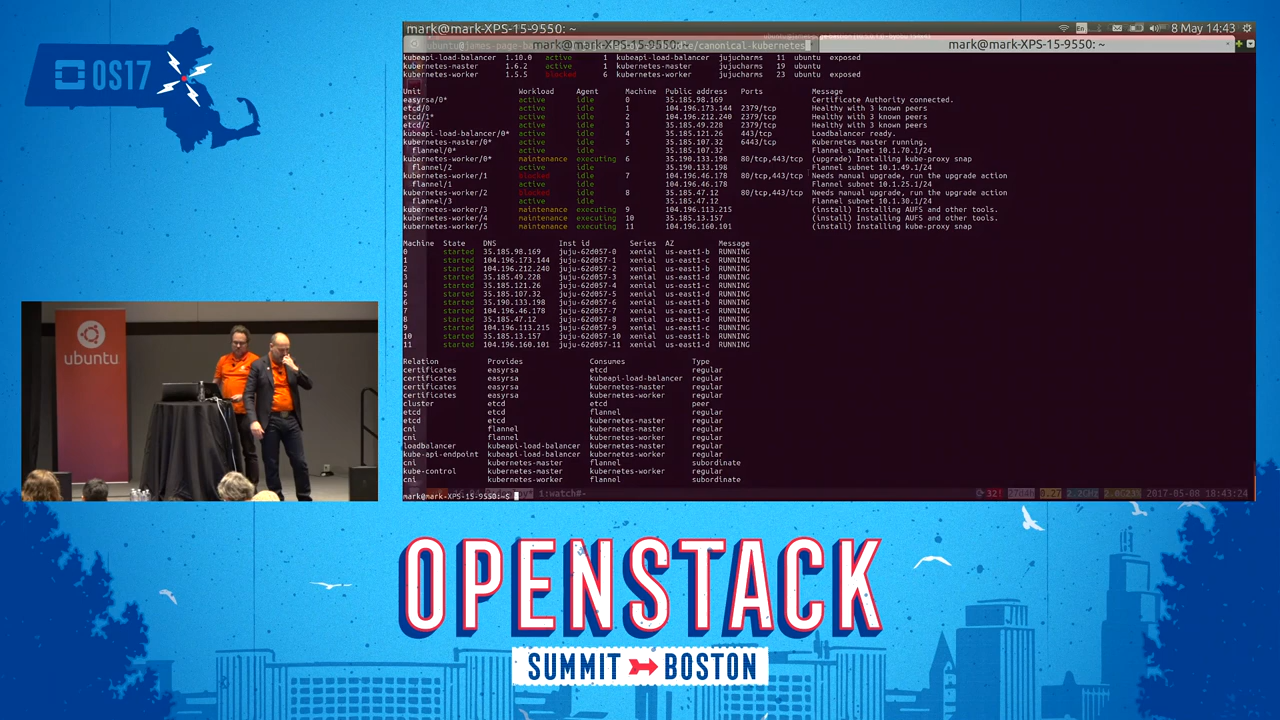 OS17
mark@mark-XPS-15-9550: ~
En
8 May 14:43
mark@mark-XPS-15-9550: ~
mark@mark-XPS-15-9550: ~
kubeapi-load-balancer 1.10.0 active 1 kubeapi-load-balancer jujucharms 11 ubuntu exposed
kubernetes-master 1.6.2 active 1 kubernetes-master jujucharms 19 ubuntu
kubernetes-worker 1.5.5 blocked 6 kubernetes-worker jujucharms 23 ubuntu exposed
Unit Workload Agent Machine Public address Ports Message
easyrsa/0* active idle 0 35.185.98.169 Certificate Authority connected.
etcd/0 active idle 1 104.196.173.144 2379/tcp Healthy with 3 known peers
etcd/1* active idle 2 104.196.212.240 2379/tcp Healthy with 3 known peers
etcd/2 active idle 3 35.185.49.228 2379/tcp Healthy with 3 known peers
kubeapi-load-balancer/0* active idle 4 35.185.121.26 443/tcp Loadbalancer ready.
kubernetes-master/0* active idle 5 35.185.107.32 6443/tcp Kubernetes master running.
flannel/0* active idle 35.185.107.32 Flannel subnet 10.1.70.1/24
kubernetes-worker/0* maintenance executing 6 35.190.133.198 80/tcp,443/tcp (upgrade) Installing kube-proxy snap
flannel/2 active idle 35.190.133.198 Flannel subnet 10.1.49.1/24
kubernetes-worker/1 blocked idle 7 104.196.46.178 80/tcp,443/tcp Needs manual upgrade, run the upgrade action
flannel/1 active idle 104.196.46.178 Flannel subnet 10.1.25.1/24
kubernetes-worker/2 blocked idle 8 35.185.47.12 80/tcp,443/tcp Needs manual upgrade, run the upgrade action
flannel/3 active idle 35.185.47.12 Flannel subnet 10.1.30.1/24
kubernetes-worker/3 maintenance executing 9 104.196.113.215 (install) Installing AUFS and other tools.
kubernetes-worker/4 maintenance executing 10 35.185.13.157 (install) Installing AUFS and other tools.
kubernetes-worker/5 maintenance executing 11 104.196.160.101 (install) Installing kube-proxy snap
Machine State DNS Inst id Series AZ Message
0 started 35.185.98.169 juju-62d057-0 xenial us-east1-b RUNNING
1 started 104.196.173.144 juju-62d057-1 xenial us-east1-c RUNNING
2 started 104.196.212.240 juju-62d057-2 xenial us-east1-b RUNNING
3 started 35.185.49.228 juju-62d057-3 xenial us-east1-d RUNNING
4 started 35.185.121.26 juju-62d057-4 xenial us-east1-c RUNNING
5 started 35.185.107.32 juju-62d057-5 xenial us-east1-d RUNNING
6 started 35.190.133.198 juju-62d057-6 xenial us-east1-b RUNNING
7 started 104.196.46.178 juju-62d057-7 xenial us-east1-c RUNNING
8 started 35.185.47.12 juju-62d057-8 xenial us-east1-d RUNNING
9 started 104.196.113.215 juju-62d057-9 xenial us-east1-c RUNNING
10 started 35.185.13.157 juju-62d057-10 xenial us-east1-b RUNNING
11 started 104.196.160.101 juju-62d057-11 xenial us-east1-d RUNNING
Relation Provides Consumes Type
certificates easyrsa etcd regular
certificates easyrsa kubeapi-load-balancer regular
certificates easyrsa kubernetes-master regular
certificates easyrsa kubernetes-worker regular
cluster etcd etcd peer
etcd etcd flannel regular
etcd etcd kubernetes-master regular
cni flannel kubernetes-master regular
cni flannel kubernetes-worker regular
loadbalancer kubeapi-load-balancer kubernetes-master regular
kube-api-endpoint kubeapi-load-balancer kubernetes-worker regular
cni kubernetes-master flannel subordinate
kube-control kubernetes-master kubernetes-worker regular
cni kubernetes-worker flannel subordinate
mark@mark-XPS-15-9550:~$
1:watch#-
2017-05-08 18:43:24
ubuntu
OPENSTACK
SUMMIT
BOSTON